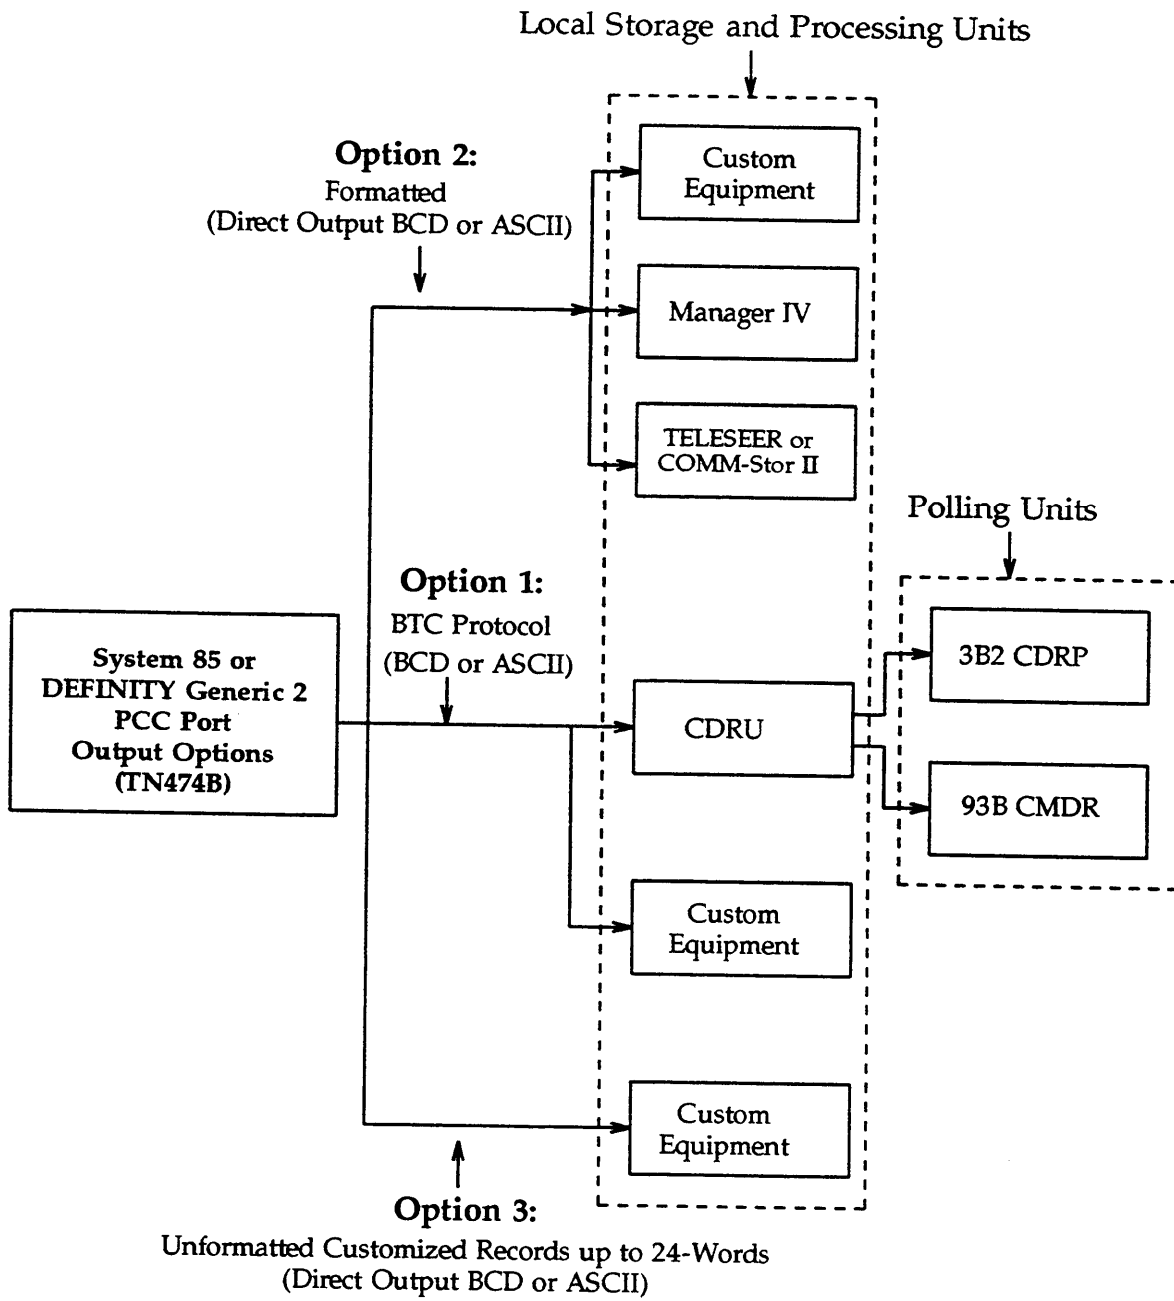 Local Storage and Processing Units
Option 2:
Formatted
(Direct Output BCD or ASCII)
Custom
Equipment
Manager IV
TELESEER or
COMM-Stor II
Polling Units
Option 1:
BTC Protocol
(BCD or ASCII)
System 85 or
DEFINITY Generic 2
PCC Port
Output Options
(TN474B)
CDRU
3B2 CDRP
93B CMDR
Custom
Equipment
Custom
Equipment
Option 3:
Unformatted Customized Records up to 24-Words
(Direct Output BCD or ASCII)